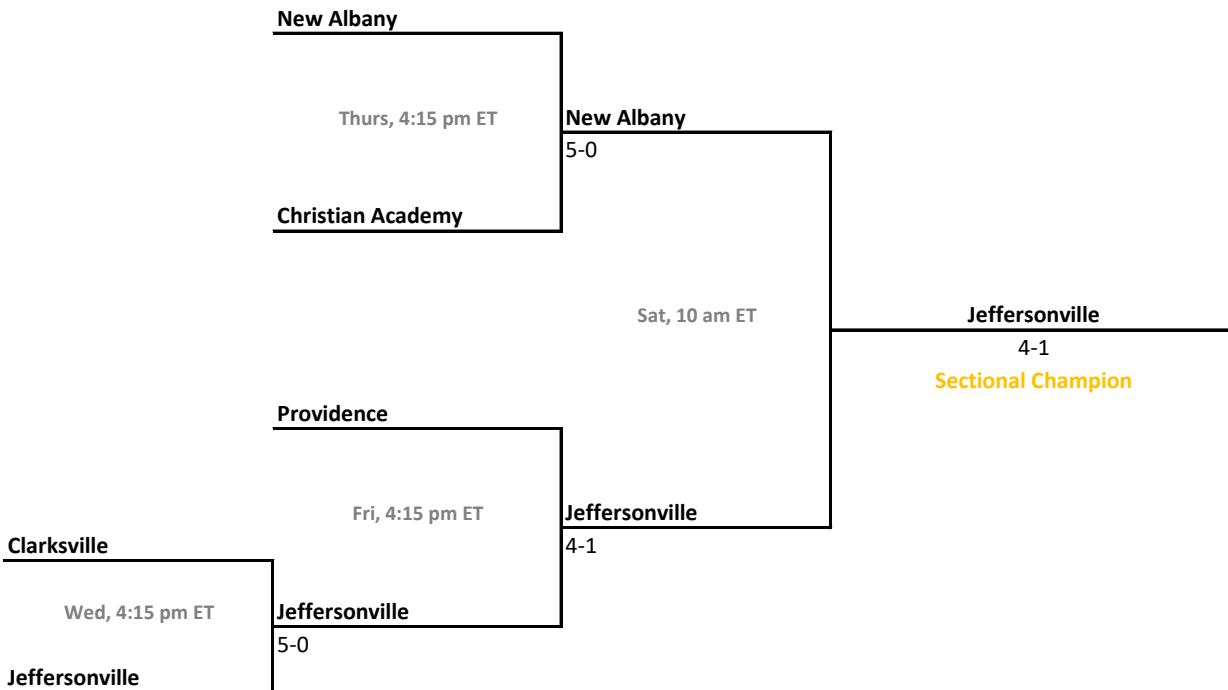 New Albany
Thurs, 4:15 pm ET
New Albany
5-0
Christian Academy
Sat, 10 am ET
Jeffersonville
4-1
Sectional Champion
Providence
Fri, 4:15 pm ET
Jeffersonville
4-1
Clarksville
Wed, 4:15 pm ET
Jeffersonville
5-0
Jeffersonville